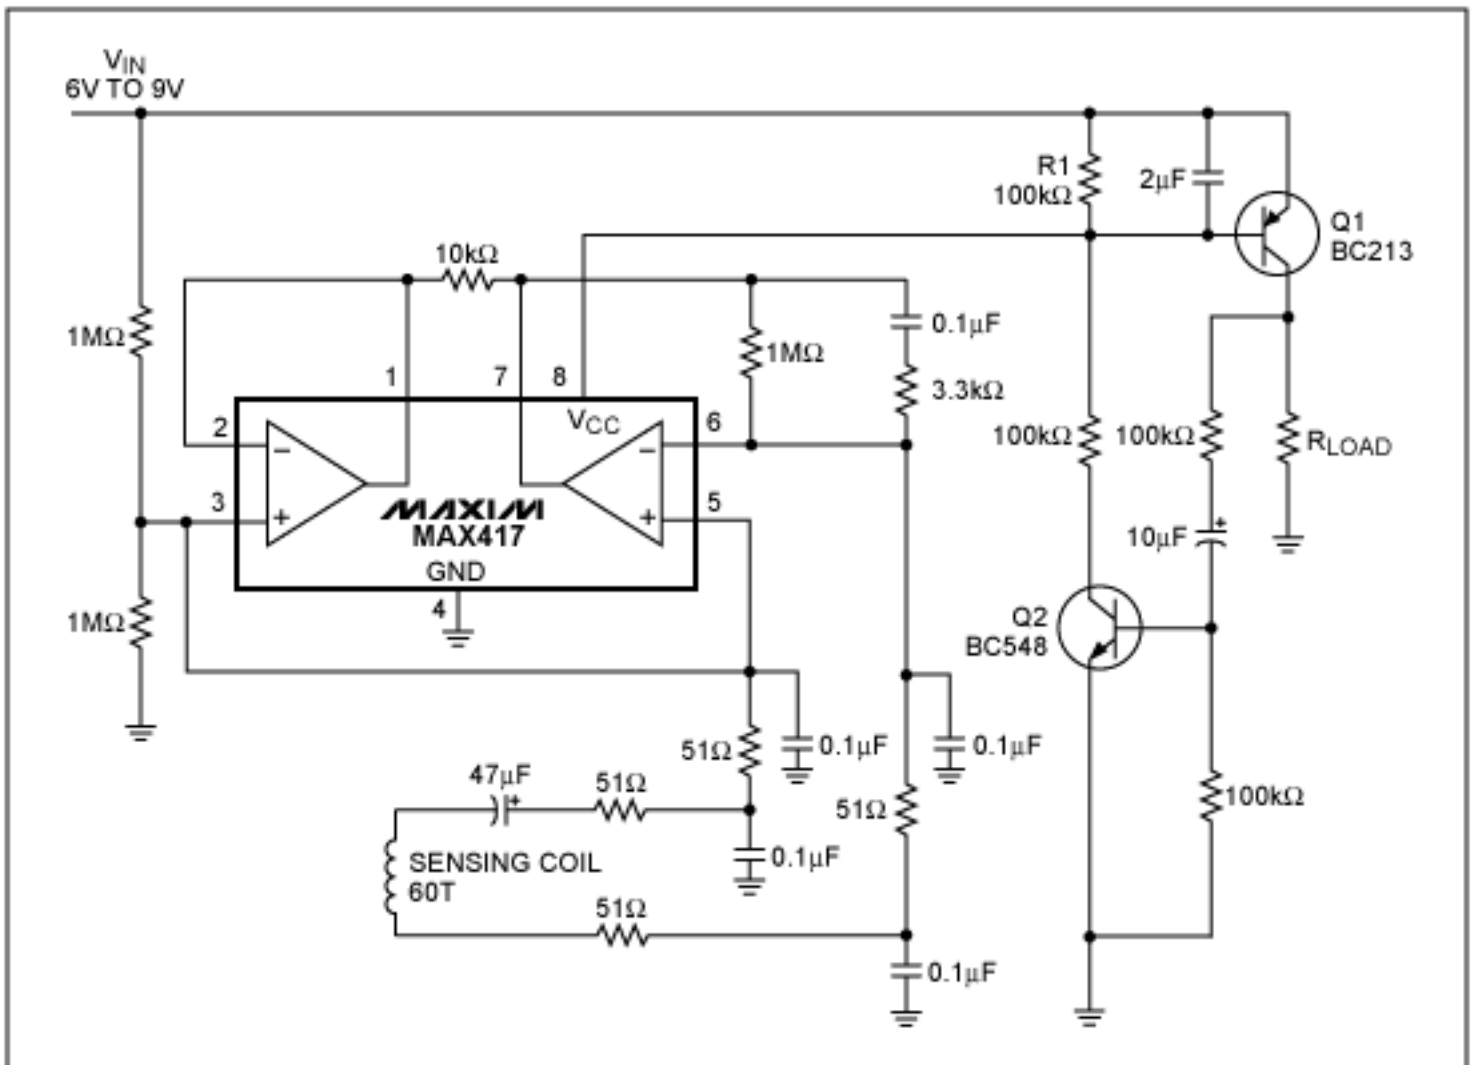 VIN
6V TO 9V
R1
100kΩ
2μF
Q1
BC213
10kΩ
1MΩ
1MΩ
0.1μF
3.3kΩ
1
7
8
VCC
2
6
3
5
MAXIM
MAX417
GND
4
100kΩ
100kΩ
RLOAD
10μF
1MΩ
Q2
BC548
51Ω
0.1μF
0.1μF
47μF
51Ω
51Ω
100kΩ
SENSING COIL
60T
0.1μF
51Ω
0.1μF